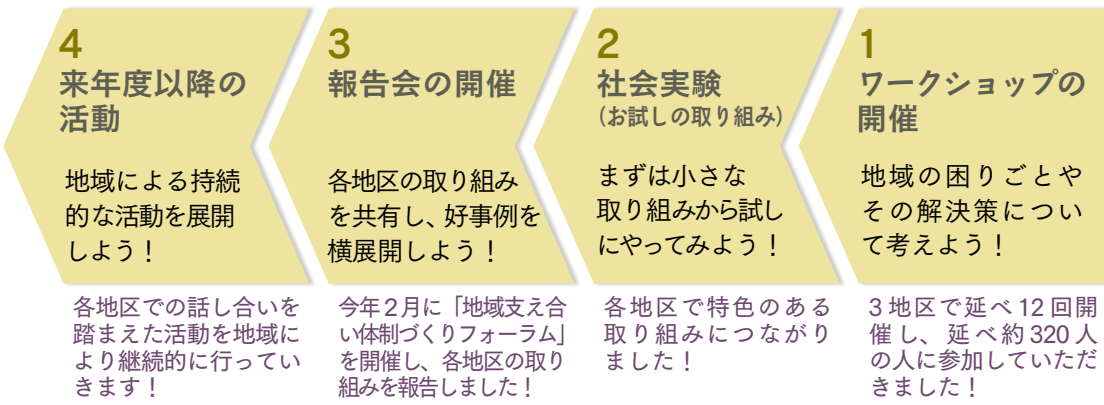 1
ワークショップの
開催
地域の困りごとや
その解決策につい
て考えよう！
3地区で延べ12回開
催し、延べ約320人
の人に参加していただ
きました！
2
社会実験
（お試しの取り組み）
まずは小さな
取り組みから試し
にやってみよう！
各地区で特色のある
取り組みにつながり
ました！
3
報告会の開催
各地区の取り組み
を共有し、好事例を
横展開しよう！
今年2月に「地域支え合
い体制づくりフォーラム」
を開催し、各地区の取り
組みを報告しました！
4
来年度以降の
活動
地域による持続
的な活動を展開
しよう！
各地区での話し合いを
踏まえた活動を地域に
より継続的に行ってい
きます！